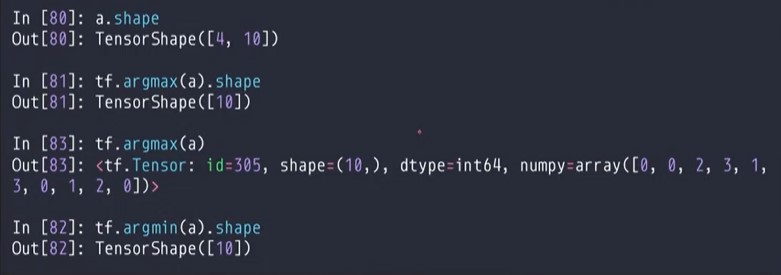 In [80]: a.shape
Out[80]: TensorShape([4, 10])
In [81]: tf.argmax(a).shape
Out[81]: TensorShape([10])
In [83]: tf.argmax(a)
Out[83]: <tf.Tensor: id=305, shape=(10,), dtype=int64, numpy=array([0, 0, 2, 3, 1,
3, 0, 1, 2, 0])>
In [82]: tf.argmin(a).shape
Out[82]: TensorShape([10])